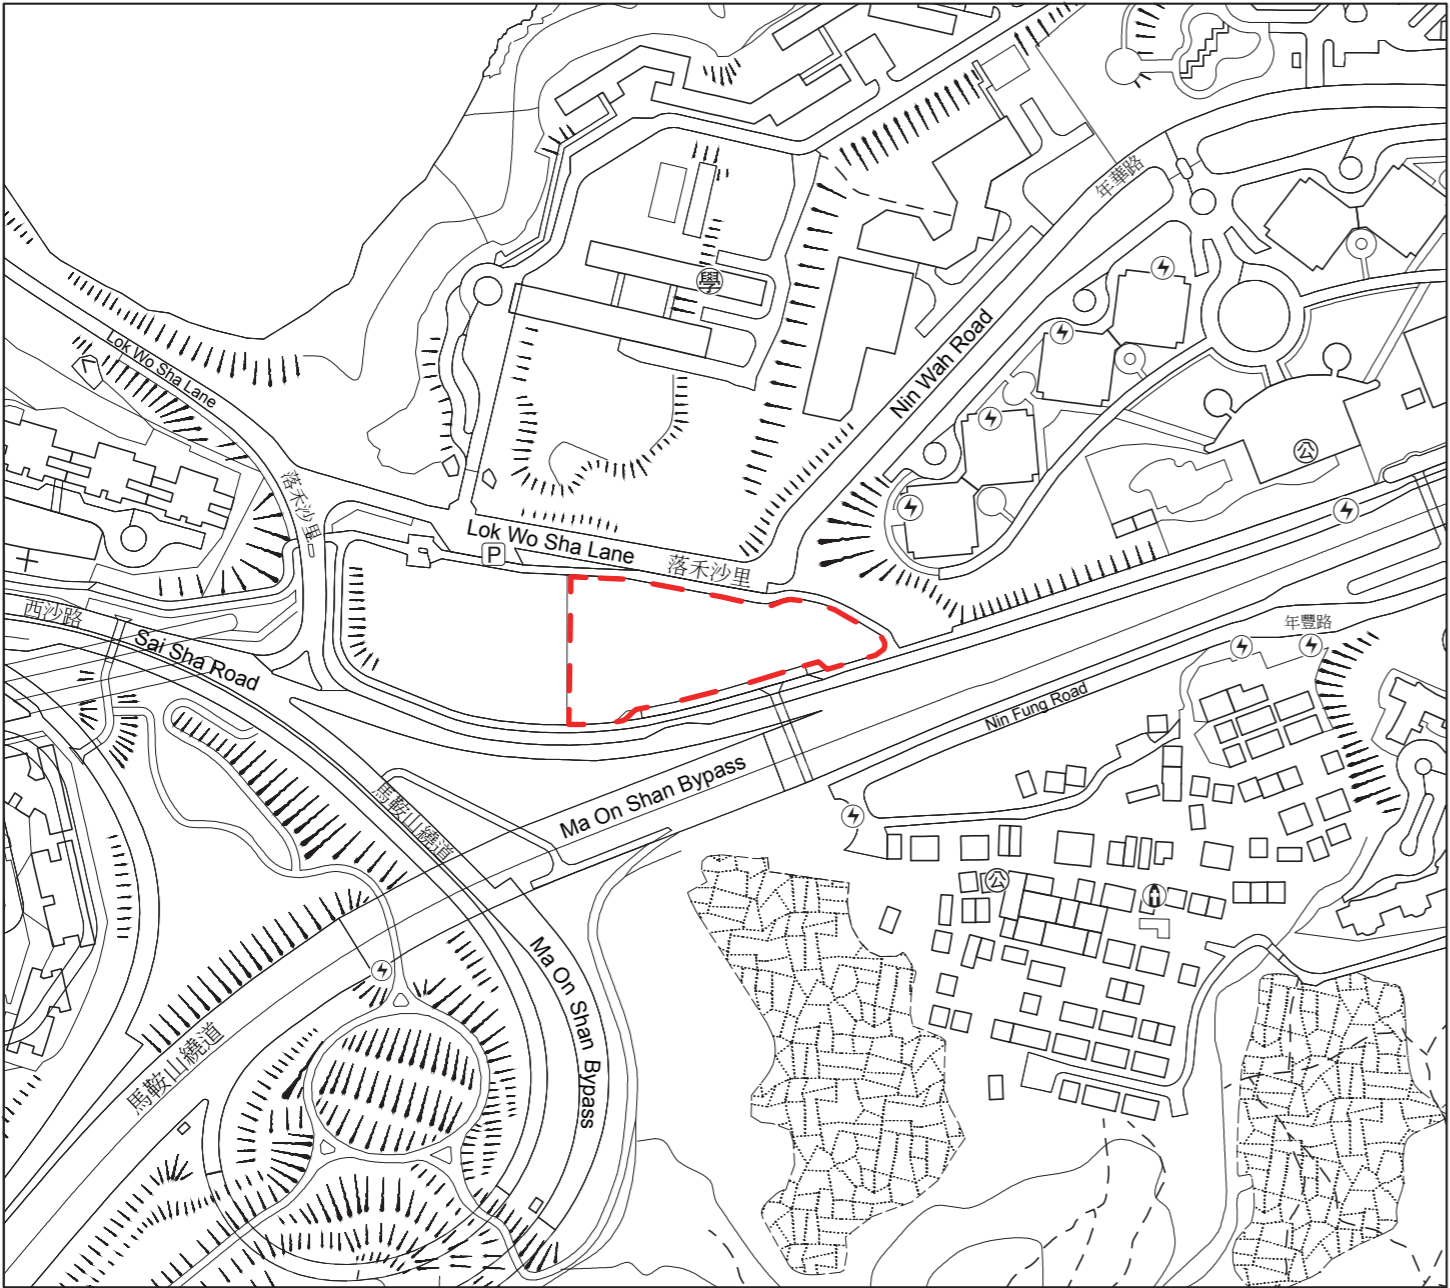 年華路
學
Nin Wah Road
Lok Wo Sha Lane
落禾沙里
公
P
Lok Wo Sha Lane
落禾沙里
西沙路
Sai Sha Road
年豐路
Nin Fung Road
馬鞍山繞道
Ma On Shan Bypass
公
Ma On Shan Bypass
馬鞍山繞道